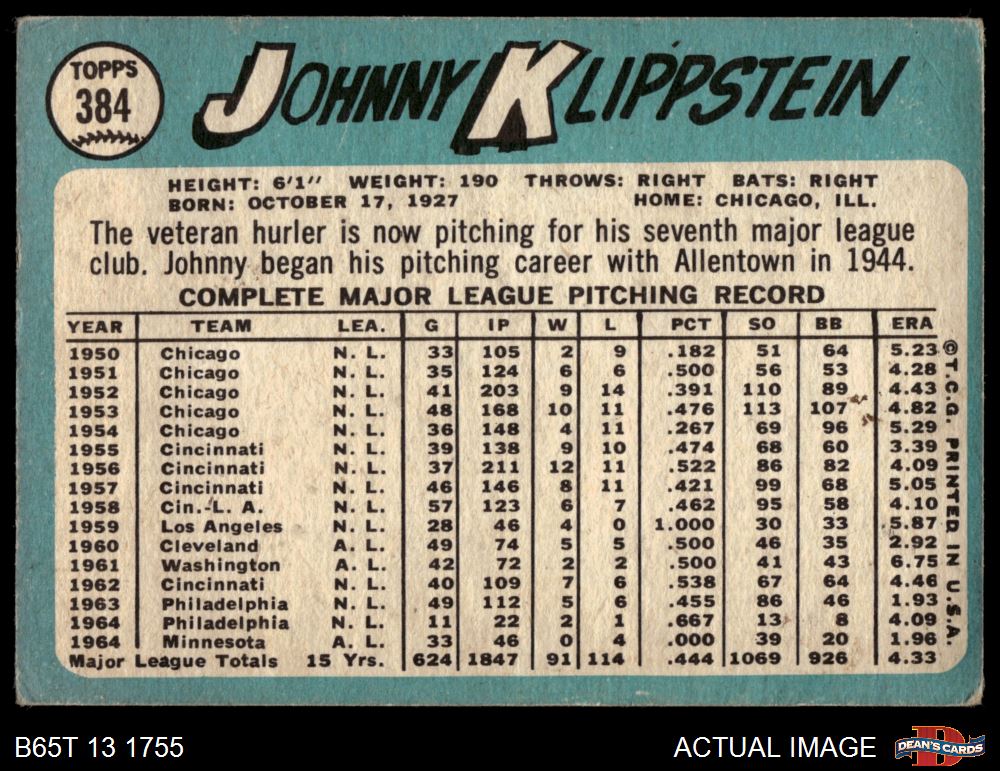 TOPPS
384
JOHNNY KLIPPSTEIN
HEIGHT: 6'1" WEIGHT: 190 THROWS: RIGHT BATS: RIGHT
BORN: OCTOBER 17, 1927 HOME: CHICAGO, ILL.
The veteran hurler is now pitching for his seventh major league
club. Johnny began his pitching career with Allentown in 1944.
COMPLETE MAJOR LEAGUE PITCHING RECORD
YEAR TEAM LEA. G IP W L PCT SO BB ERA
1950 Chicago N. L. 33 105 2 9 .182 51 64 5.23
1951 Chicago N. L. 35 124 6 6 .500 56 53 4.28
1952 Chicago N. L. 41 203 9 14 .391 110 89 4.43
1953 Chicago N. L. 48 168 10 11 .476 113 107 4.82
1954 Chicago N. L. 36 148 4 11 .267 69 96 5.29
1955 Cincinnati N. L. 39 138 9 10 .474 68 60 3.39
1956 Cincinnati N. L. 37 211 12 11 .522 86 82 4.09
1957 Cincinnati N. L. 46 146 8 11 .421 99 68 5.05
1958 Cin.-L. A. N. L. 57 123 6 7 .462 95 58 4.10
1959 Los Angeles N. L. 28 46 4 0 1.000 30 33 5.87
1960 Cleveland A. L. 49 74 5 5 .500 46 35 2.92
1961 Washington A. L. 42 72 2 2 .500 41 43 6.75
1962 Cincinnati N. L. 40 109 7 6 .538 67 64 4.46
1963 Philadelphia N. L. 49 112 5 6 .455 86 46 1.93
1964 Philadelphia N. L. 11 22 2 1 .667 13 8 4.09
1964 Minnesota A. L. 33 46 0 4 .000 39 20 1.96
Major League Totals 15 Yrs. 624 1847 91 114 .444 1069 926 4.33
© T.C.G. PRINTED IN U.S.A.
B65T 13 1755
ACTUAL IMAGE
DEAN'S CARDS